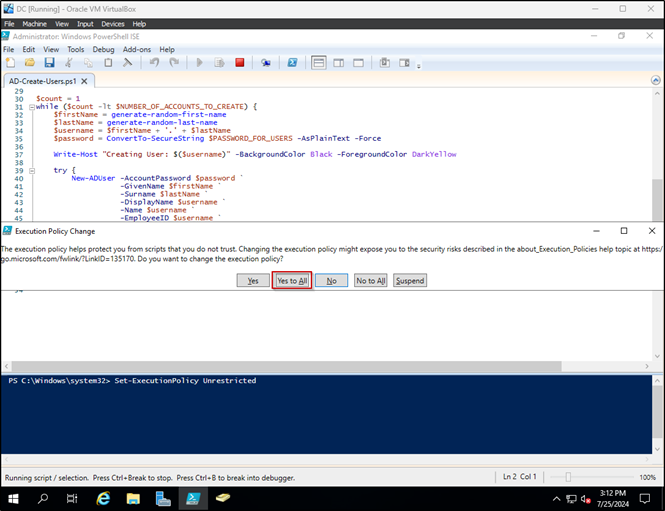 DC [Running] - Oracle VM VirtualBox
File Machine View Input Devices Help
Administrator: Windows PowerShell ISE
File Edit View Tools Debug Add-ons Help
AD-Create-Users.ps1
29
30 $count = 1
31 while ($count -lt $NUMBER_OF_ACCOUNTS_TO_CREATE) {
32 $firstName = generate-random-first-name
33 $lastName = generate-random-last-name
34 $username = $firstName + '.' + $lastName
35 $password = ConvertTo-SecureString $PASSWORD_FOR_USERS -AsPlainText -Force
36
37 Write-Host "Creating User: $($username)" -BackgroundColor Black -ForegroundColor DarkYellow
38
39 try {
40 New-ADUser -AccountPassword $password `
41 -GivenName $firstName `
42 -Surname $lastName `
43 -DisplayName $username `
44 -Name $username `
45 -EmployeeID $username `
Execution Policy Change
The execution policy helps protect you from scripts that you do not trust. Changing the execution policy might expose you to the security risks described in the about_Execution_Policies help topic at https:/
go.microsoft.com/fwlink/?LinkID=135170. Do you want to change the execution policy?
Yes Yes to All No No to All Suspend
PS C:\Windows\system32> Set-ExecutionPolicy Unrestricted
Running script / selection. Press Ctrl+Break to stop. Press Ctrl+B to break into debugger. Ln 2 Col 1 100%
3:12 PM
7/25/2024